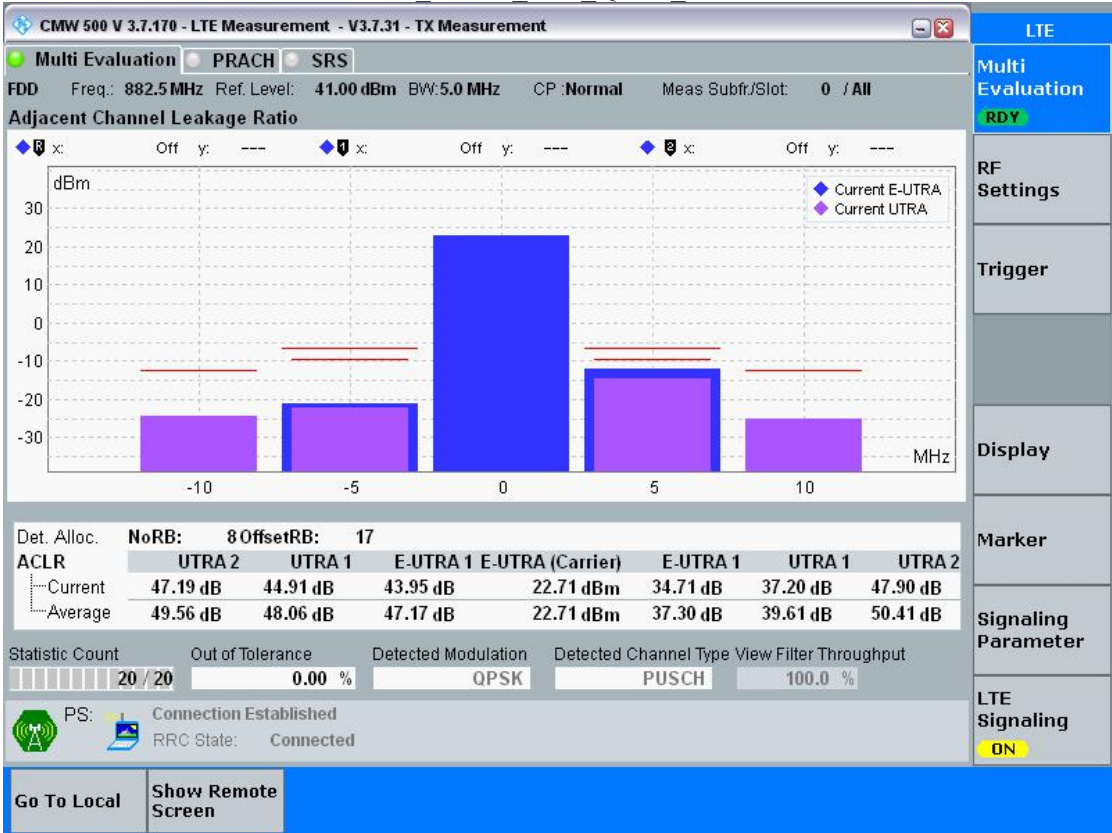 CMW 500 V 3.7.170 - LTE Measurement - V3.7.31 - TX Measurement
LTE
Multi Evaluation PRACH SRS
FDD Freq.: 882.5 MHz Ref. Level: 41.00 dBm BW:5.0 MHz CP :Normal Meas Subfr./Slot: 0 / All
Adjacent Channel Leakage Ratio
R x: Off y: --- 1 x: Off y: --- 2 x: Off y: ---
dBm
Current E-UTRA
Current UTRA
30
20
10
0
-10
-20
-30
MHz
-10 -5 0 5 10
Det. Alloc. NoRB: 8 OffsetRB: 17
ACLR UTRA 2 UTRA 1 E-UTRA 1 E-UTRA (Carrier) E-UTRA 1 UTRA 1 UTRA 2
Current 47.19 dB 44.91 dB 43.95 dB 22.71 dBm 34.71 dB 37.20 dB 47.90 dB
Average 49.56 dB 48.06 dB 47.17 dB 22.71 dBm 37.30 dB 39.61 dB 50.41 dB
Statistic Count Out of Tolerance Detected Modulation Detected Channel Type View Filter Throughput
20 / 20 0.00 % QPSK PUSCH 100.0 %
PS: Connection Established
RRC State: Connected
Multi
Evaluation
RDY
RF
Settings
Trigger
Display
Marker
Signaling
Parameter
LTE
Signaling
ON
Go To Local
Show Remote
Screen